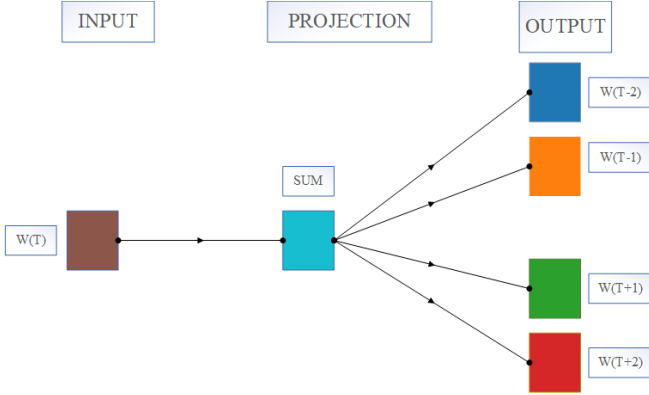 INPUT
PROJECTION
OUTPUT
W(T-2)
W(T-1)
SUM
W(T)
W(T+1)
W(T+2)